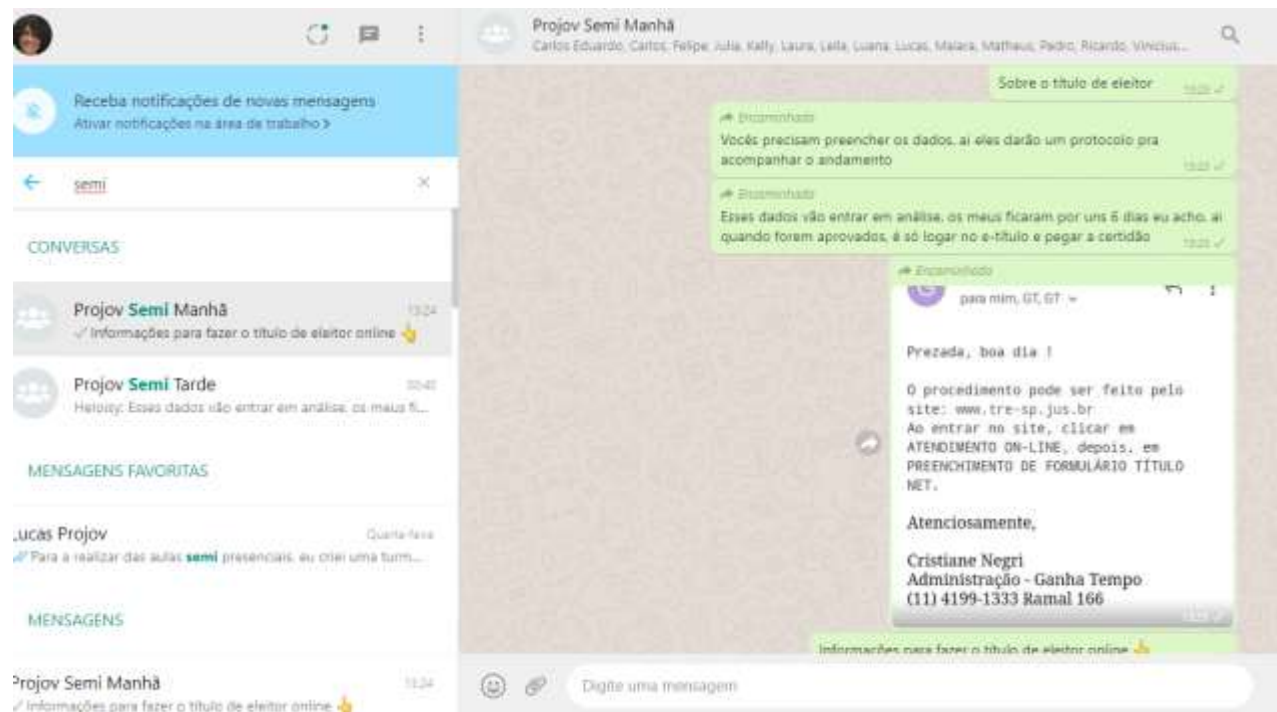 Receba notificações de novas mensagens
Ativar notificações na área de trabalho >
semi
CONVERSAS
Projov Semi Manhã 13:24
Informações para fazer o título de eleitor online 👆
Projov Semi Tarde
Heloisy: Esses dados vão entrar em análise, os meus fi...
MENSAGENS FAVORITAS
Lucas Projov Quarta-feira
Para a realizar das aulas semi presenciais, eu criei uma turm...
MENSAGENS
Projov Semi Manhã 13:24
Informações para fazer o título de eleitor online 👆
Projov Semi Manhã
Carlos Eduardo, Carlos, Felipe, Julia, Kelly, Laura, Leila, Luana, Lucas, Maiara, Matheus, Pedro, Ricardo, Vinicius...
Sobre o título de eleitor
Encaminhada
Vocês precisam preencher os dados, ai eles darão um protocolo pra
acompanhar o andamento
Encaminhada
Esses dados vão entrar em análise, os meus ficaram por uns 6 dias eu acho, ai
quando forem aprovados, é só logar no e-título e pegar a certidão
Encaminhada
para mim, GT, GT
Prezada, boa dia !
O procedimento pode ser feito pelo
site: www.tre-sp.jus.br
Ao entrar no site, clicar em
ATENDIMENTO ON-LINE, depois, em
PREENCHIMENTO DE FORMULÁRIO TÍTULO
NET.
Atenciosamente,
Cristiane Negri
Administração - Ganha Tempo
(11) 4199-1333 Ramal 166
Informações para fazer o título de eleitor online 👆
Digite uma mensagem